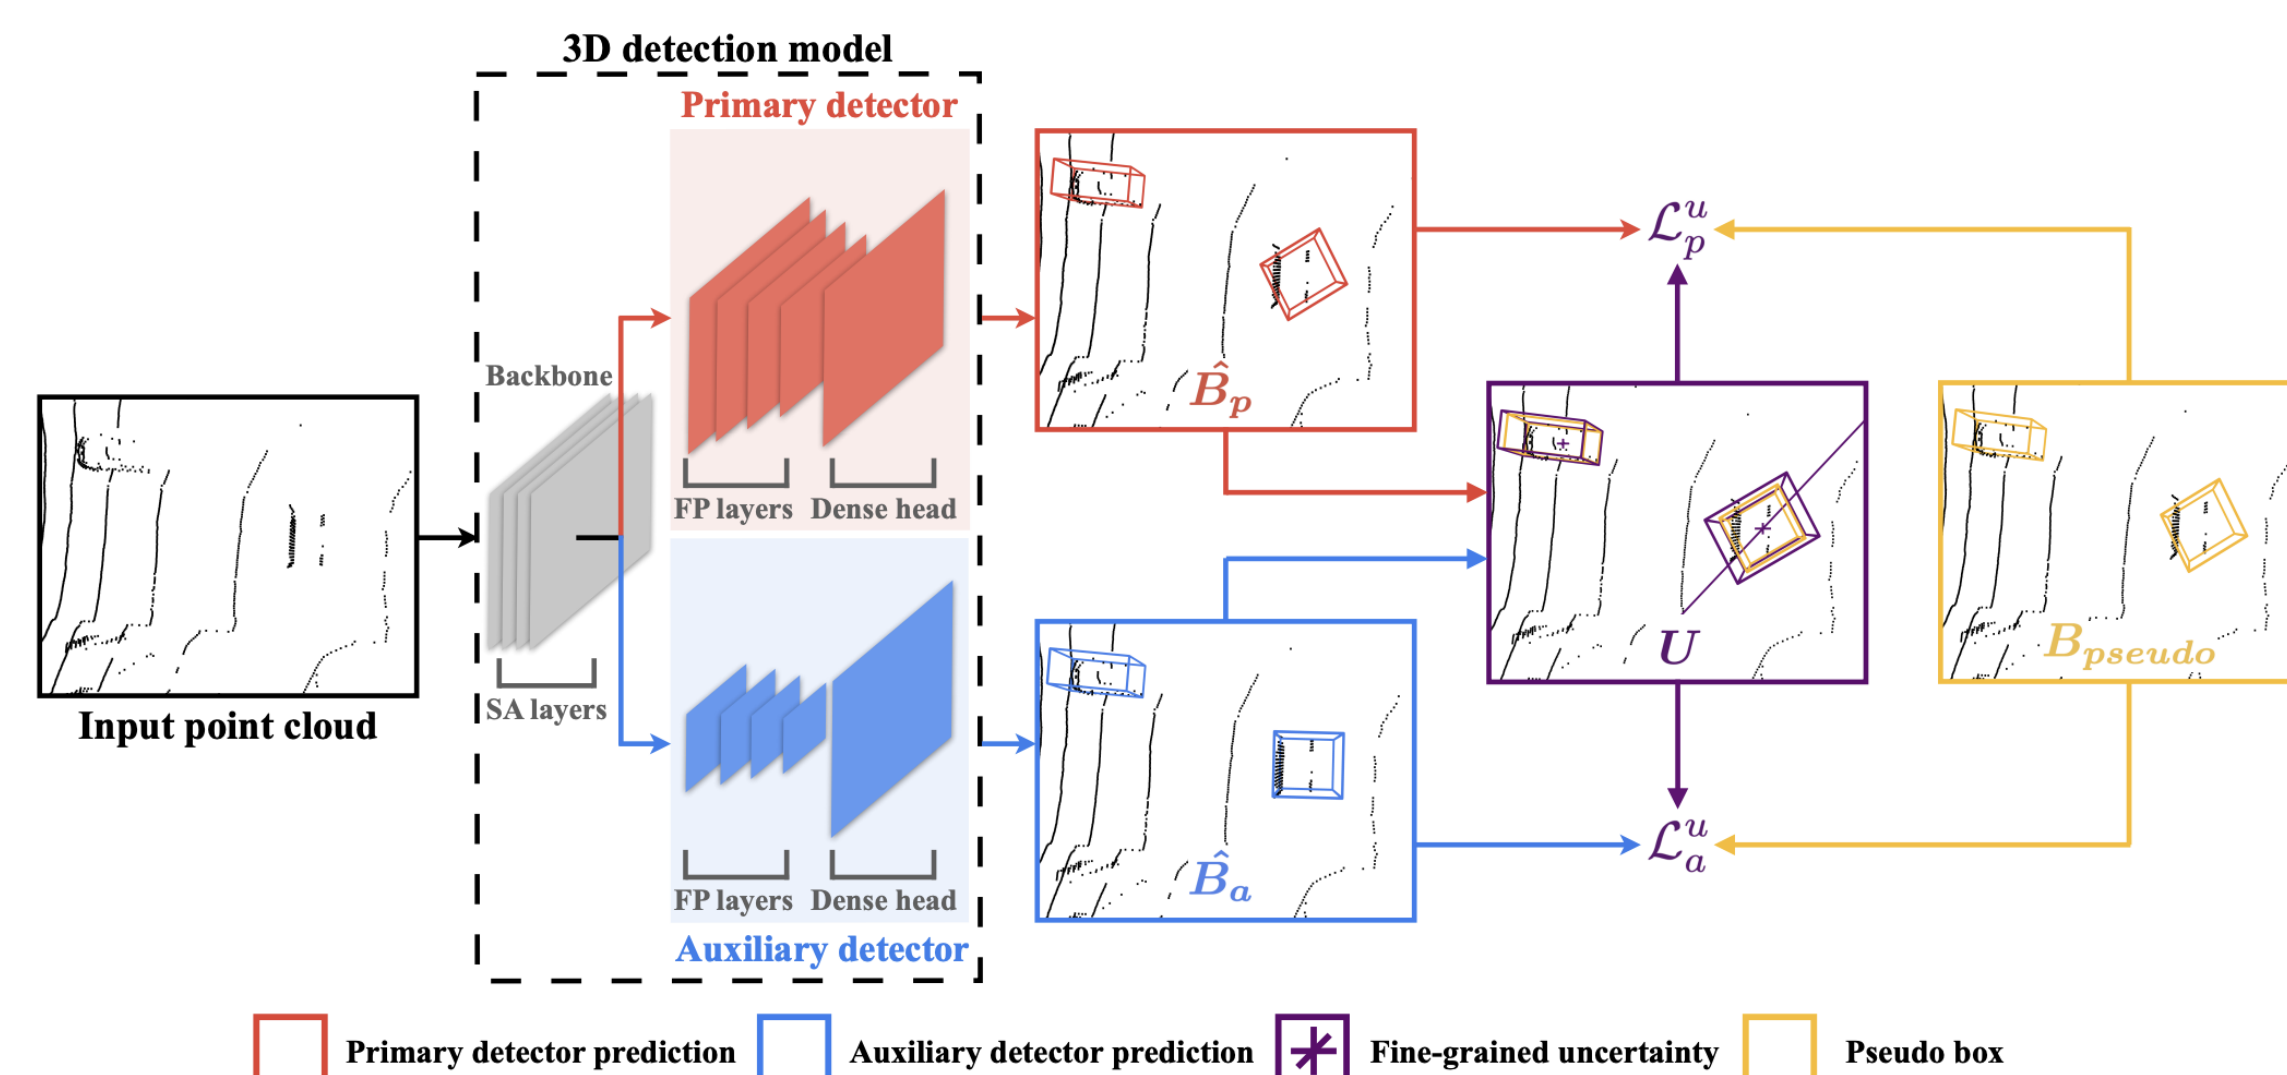 3D detection model
Primary detector
Backbone
FP layers
Dense head
SA layers
Input point cloud
FP layers
Dense head
Auxiliary detector
B̂ₚ
B̂ₐ
U
B_pseudo
𝓛ₚᵘ
𝓛ₐᵘ
Primary detector prediction
Auxiliary detector prediction
Fine-grained uncertainty
Pseudo box